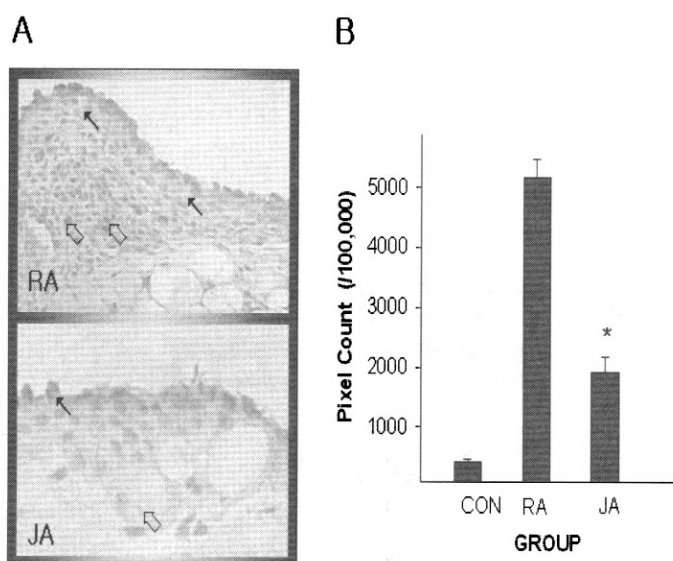 A
B
RA
JA
Pixel Count (/100,000)
5000
4000
3000
2000
1000
*
CON RA JA
GROUP